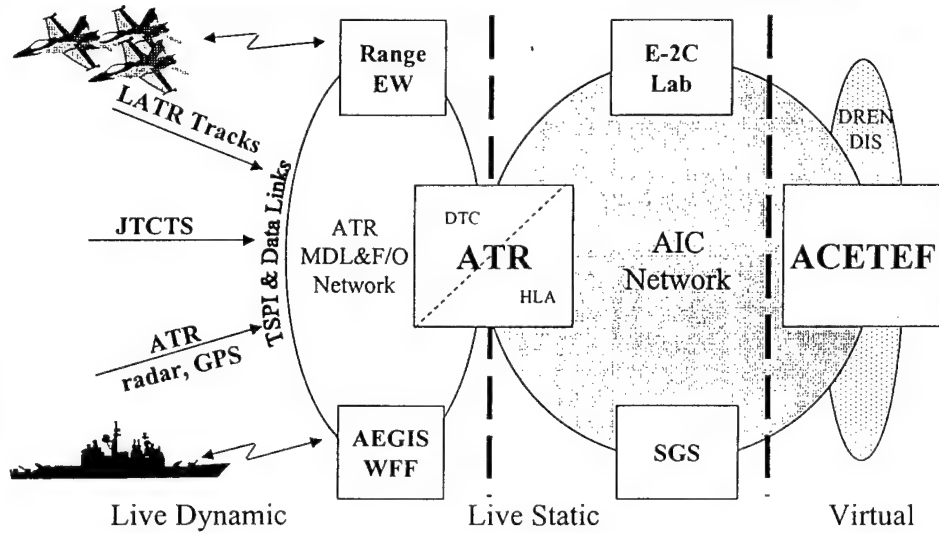 Range
EW
E-2C
Lab
LATR Tracks
DREN
DIS
TSPI & Data Links
JTCTS
ATR
MDL&F/O
Network
DTC
ATR
HLA
AIC
Network
ACETEF
ATR
radar, GPS
AEGIS
WFF
SGS
Live Dynamic
Live Static
Virtual